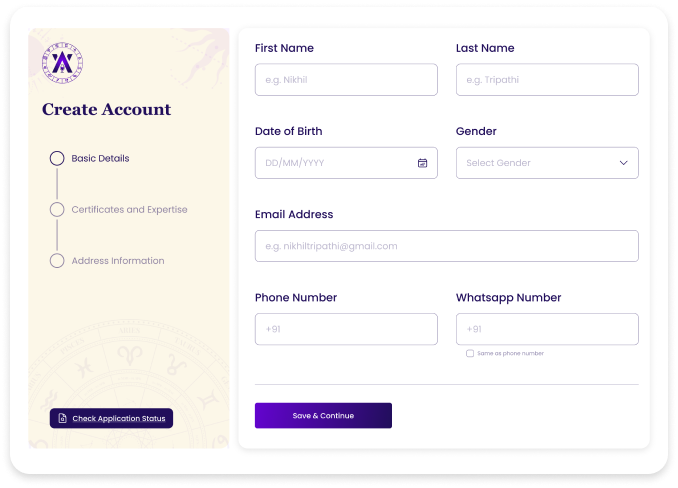 Create Account
Basic Details
Certificates and Expertise
Address Information
Check Application Status
First Name
Last Name
e.g. Nikhil
e.g. Tripathi
Date of Birth
Gender
DD/MM/YYYY
Select Gender
Email Address
e.g. nikhiltripathi@gmail.com
Phone Number
Whatsapp Number
+91
+91
Same as phone number
Save & Continue